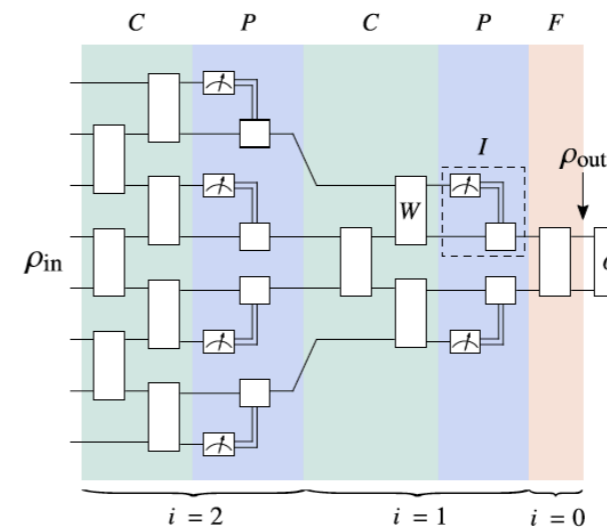 C P C P F
I
ρout
W
ρin
i = 2 i = 1 i = 0